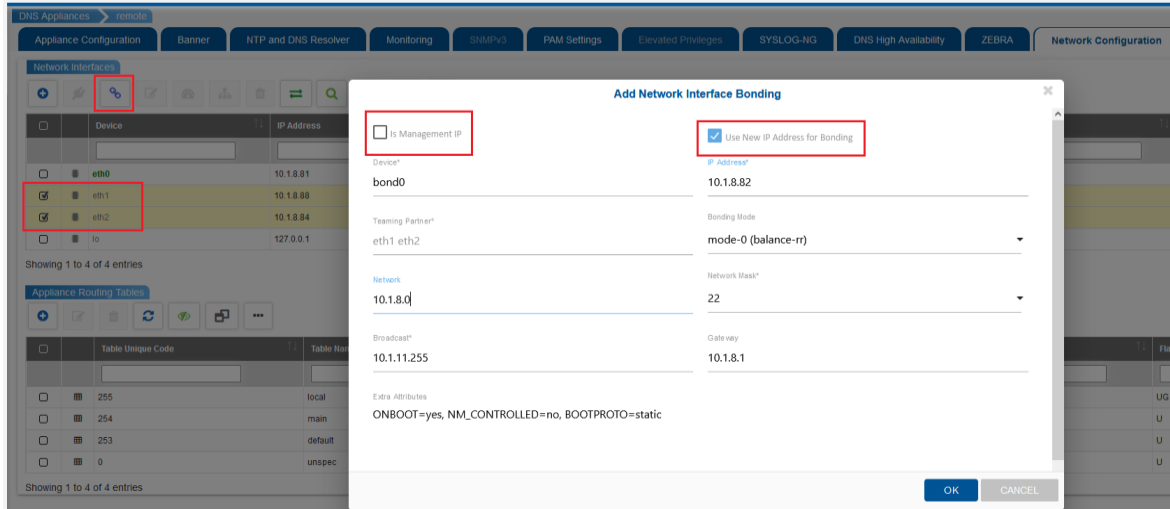 DNS Appliances remote
Appliance Configuration Banner NTP and DNS Resolver Monitoring SNMPv3 PAM Settings Elevated Privileges SYSLOG-NG DNS High Availability ZEBRA Network Configuration
Network Interfaces
Add Network Interface Bonding
Device IP Address
Is Management IP
Use New IP Address for Bonding
Device*
IP Address*
eth0 10.1.8.81
bond0
10.1.8.82
eth1 10.1.8.88
eth2 10.1.8.84
Teaming Partner*
Bonding Mode
lo 127.0.0.1
eth1 eth2
mode-0 (balance-rr)
Showing 1 to 4 of 4 entries
Network
Network Mask*
Appliance Routing Tables
10.1.8.0
22
Broadcast*
Gateway
Table Unique Code Table Nan
10.1.11.255
10.1.8.1
Fla
Extra Attributes
255 local
UG
ONBOOT=yes, NM_CONTROLLED=no, BOOTPROTO=static
254 main
U
253 default
U
0 unspec
U
Showing 1 to 4 of 4 entries
OK CANCEL